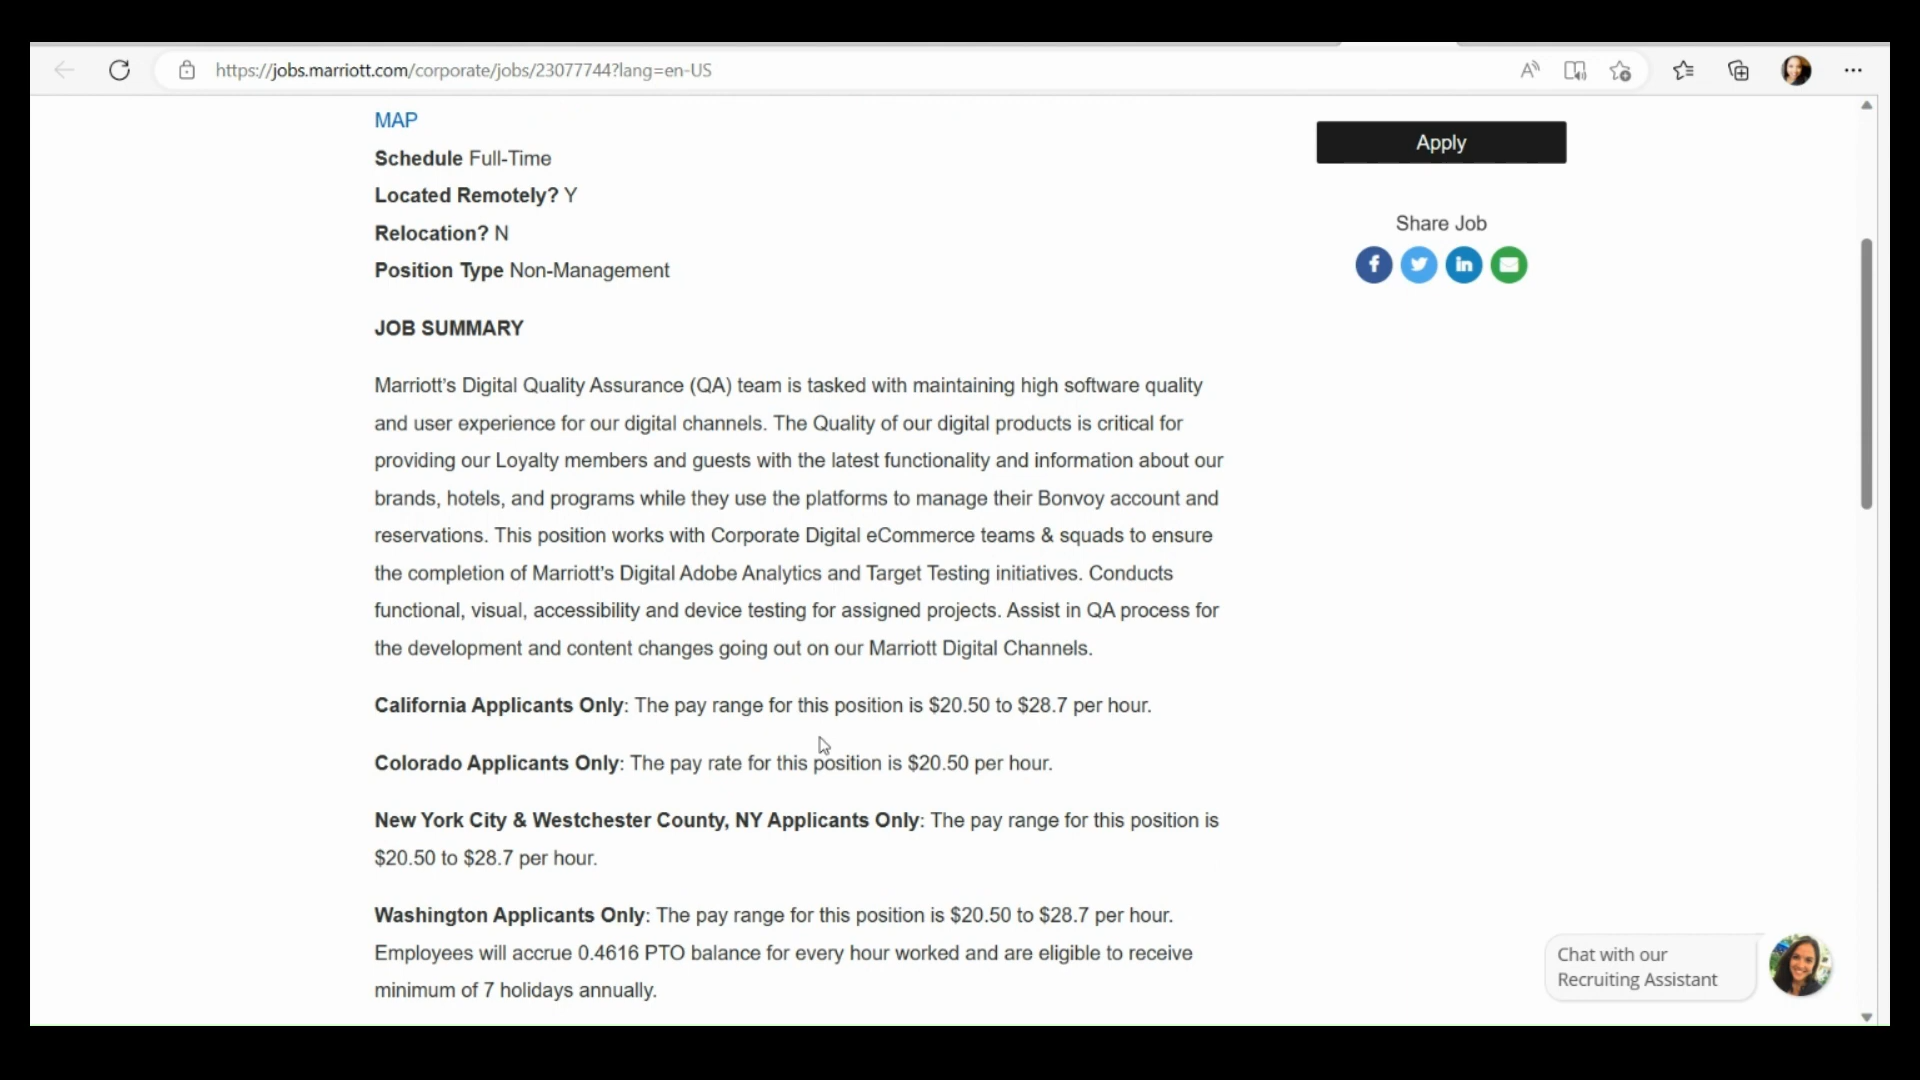 https://jobs.marriott.com/corporate/jobs/23077744?lang=en-US
MAP
Schedule Full-Time
Located Remotely? Y
Relocation? N
Position Type Non-Management
Apply
Share Job
JOB SUMMARY
Marriott's Digital Quality Assurance (QA) team is tasked with maintaining high software quality
and user experience for our digital channels. The Quality of our digital products is critical for
providing our Loyalty members and guests with the latest functionality and information about our
brands, hotels, and programs while they use the platforms to manage their Bonvoy account and
reservations. This position works with Corporate Digital eCommerce teams & squads to ensure
the completion of Marriott's Digital Adobe Analytics and Target Testing initiatives. Conducts
functional, visual, accessibility and device testing for assigned projects. Assist in QA process for
the development and content changes going out on our Marriott Digital Channels.
California Applicants Only: The pay range for this position is $20.50 to $28.7 per hour.
Colorado Applicants Only: The pay rate for this position is $20.50 per hour.
New York City & Westchester County, NY Applicants Only: The pay range for this position is
$20.50 to $28.7 per hour.
Washington Applicants Only: The pay range for this position is $20.50 to $28.7 per hour.
Employees will accrue 0.4616 PTO balance for every hour worked and are eligible to receive
minimum of 7 holidays annually.
Chat with our
Recruiting Assistant